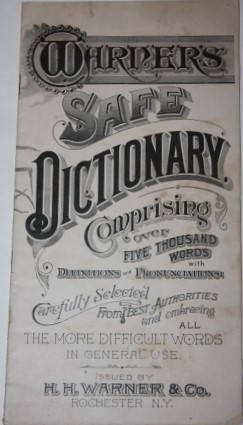 WARNER'S
SAFE
DICTIONARY.
Comprising
OVER
FIVE THOUSAND
WORDS
with
DEFINITIONS AND PRONUNCIATIONS:
Carefully Selected
From BEST AUTHORITIES
and embracing
ALL
THE MORE DIFFICULT WORDS
IN GENERAL USE.
ISSUED BY
H. H. WARNER & Co.
ROCHESTER N.Y.